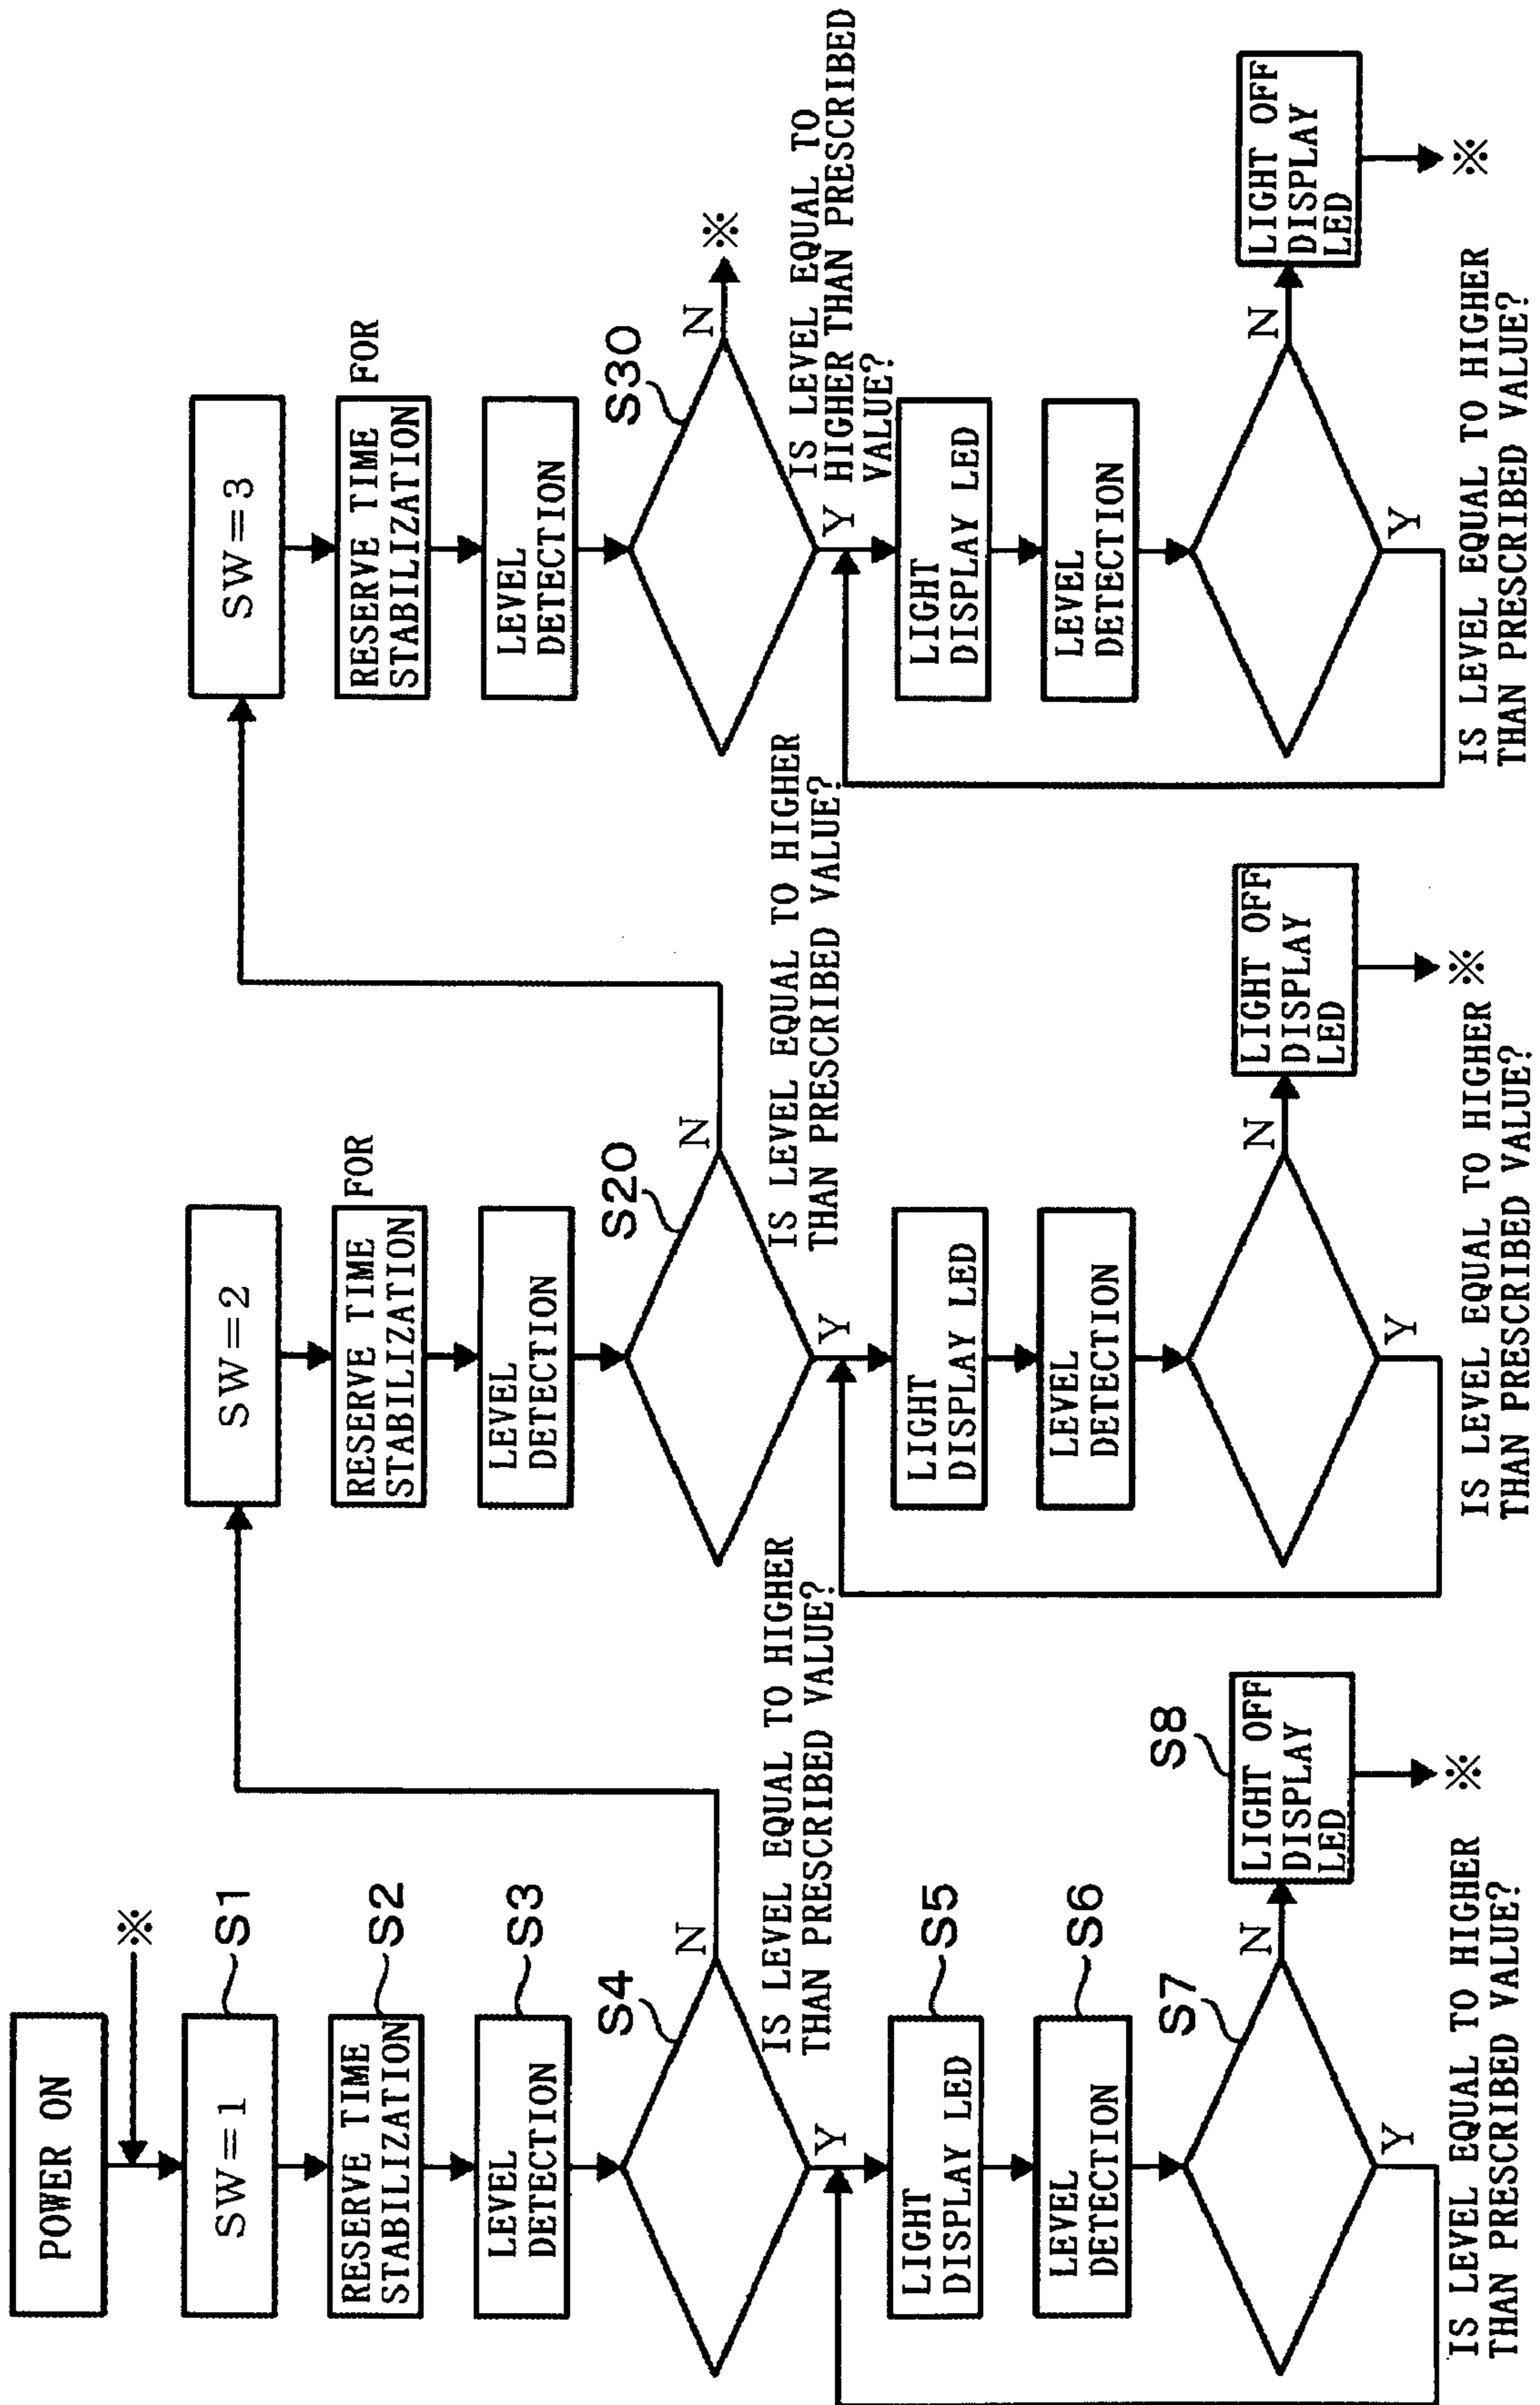 POWER ON
※
SW=1
S1
RESERVE TIME
STABILIZATION
S2
LEVEL
DETECTION
S3
S4
N
Y
IS LEVEL EQUAL TO HIGHER
THAN PRESCRIBED VALUE?
LIGHT
DISPLAY LED
S5
LEVEL
DETECTION
S6
S7
N
Y
S8
LIGHT OFF
DISPLAY
LED
※
IS LEVEL EQUAL TO HIGHER
THAN PRESCRIBED VALUE?
SW=2
RESERVE TIME FOR
STABILIZATION
LEVEL
DETECTION
S20
N
Y
IS LEVEL EQUAL TO HIGHER
THAN PRESCRIBED VALUE?
LIGHT
DISPLAY LED
LEVEL
DETECTION
N
Y
LIGHT OFF
DISPLAY
LED
※
IS LEVEL EQUAL TO HIGHER
THAN PRESCRIBED VALUE?
SW=3
RESERVE TIME FOR
STABILIZATION
LEVEL
DETECTION
S30
N
※
Y
IS LEVEL EQUAL TO
HIGHER THAN PRESCRIBED
VALUE?
LIGHT
DISPLAY LED
LEVEL
DETECTION
N
Y
LIGHT OFF
DISPLAY
LED
※
IS LEVEL EQUAL TO HIGHER
THAN PRESCRIBED VALUE?